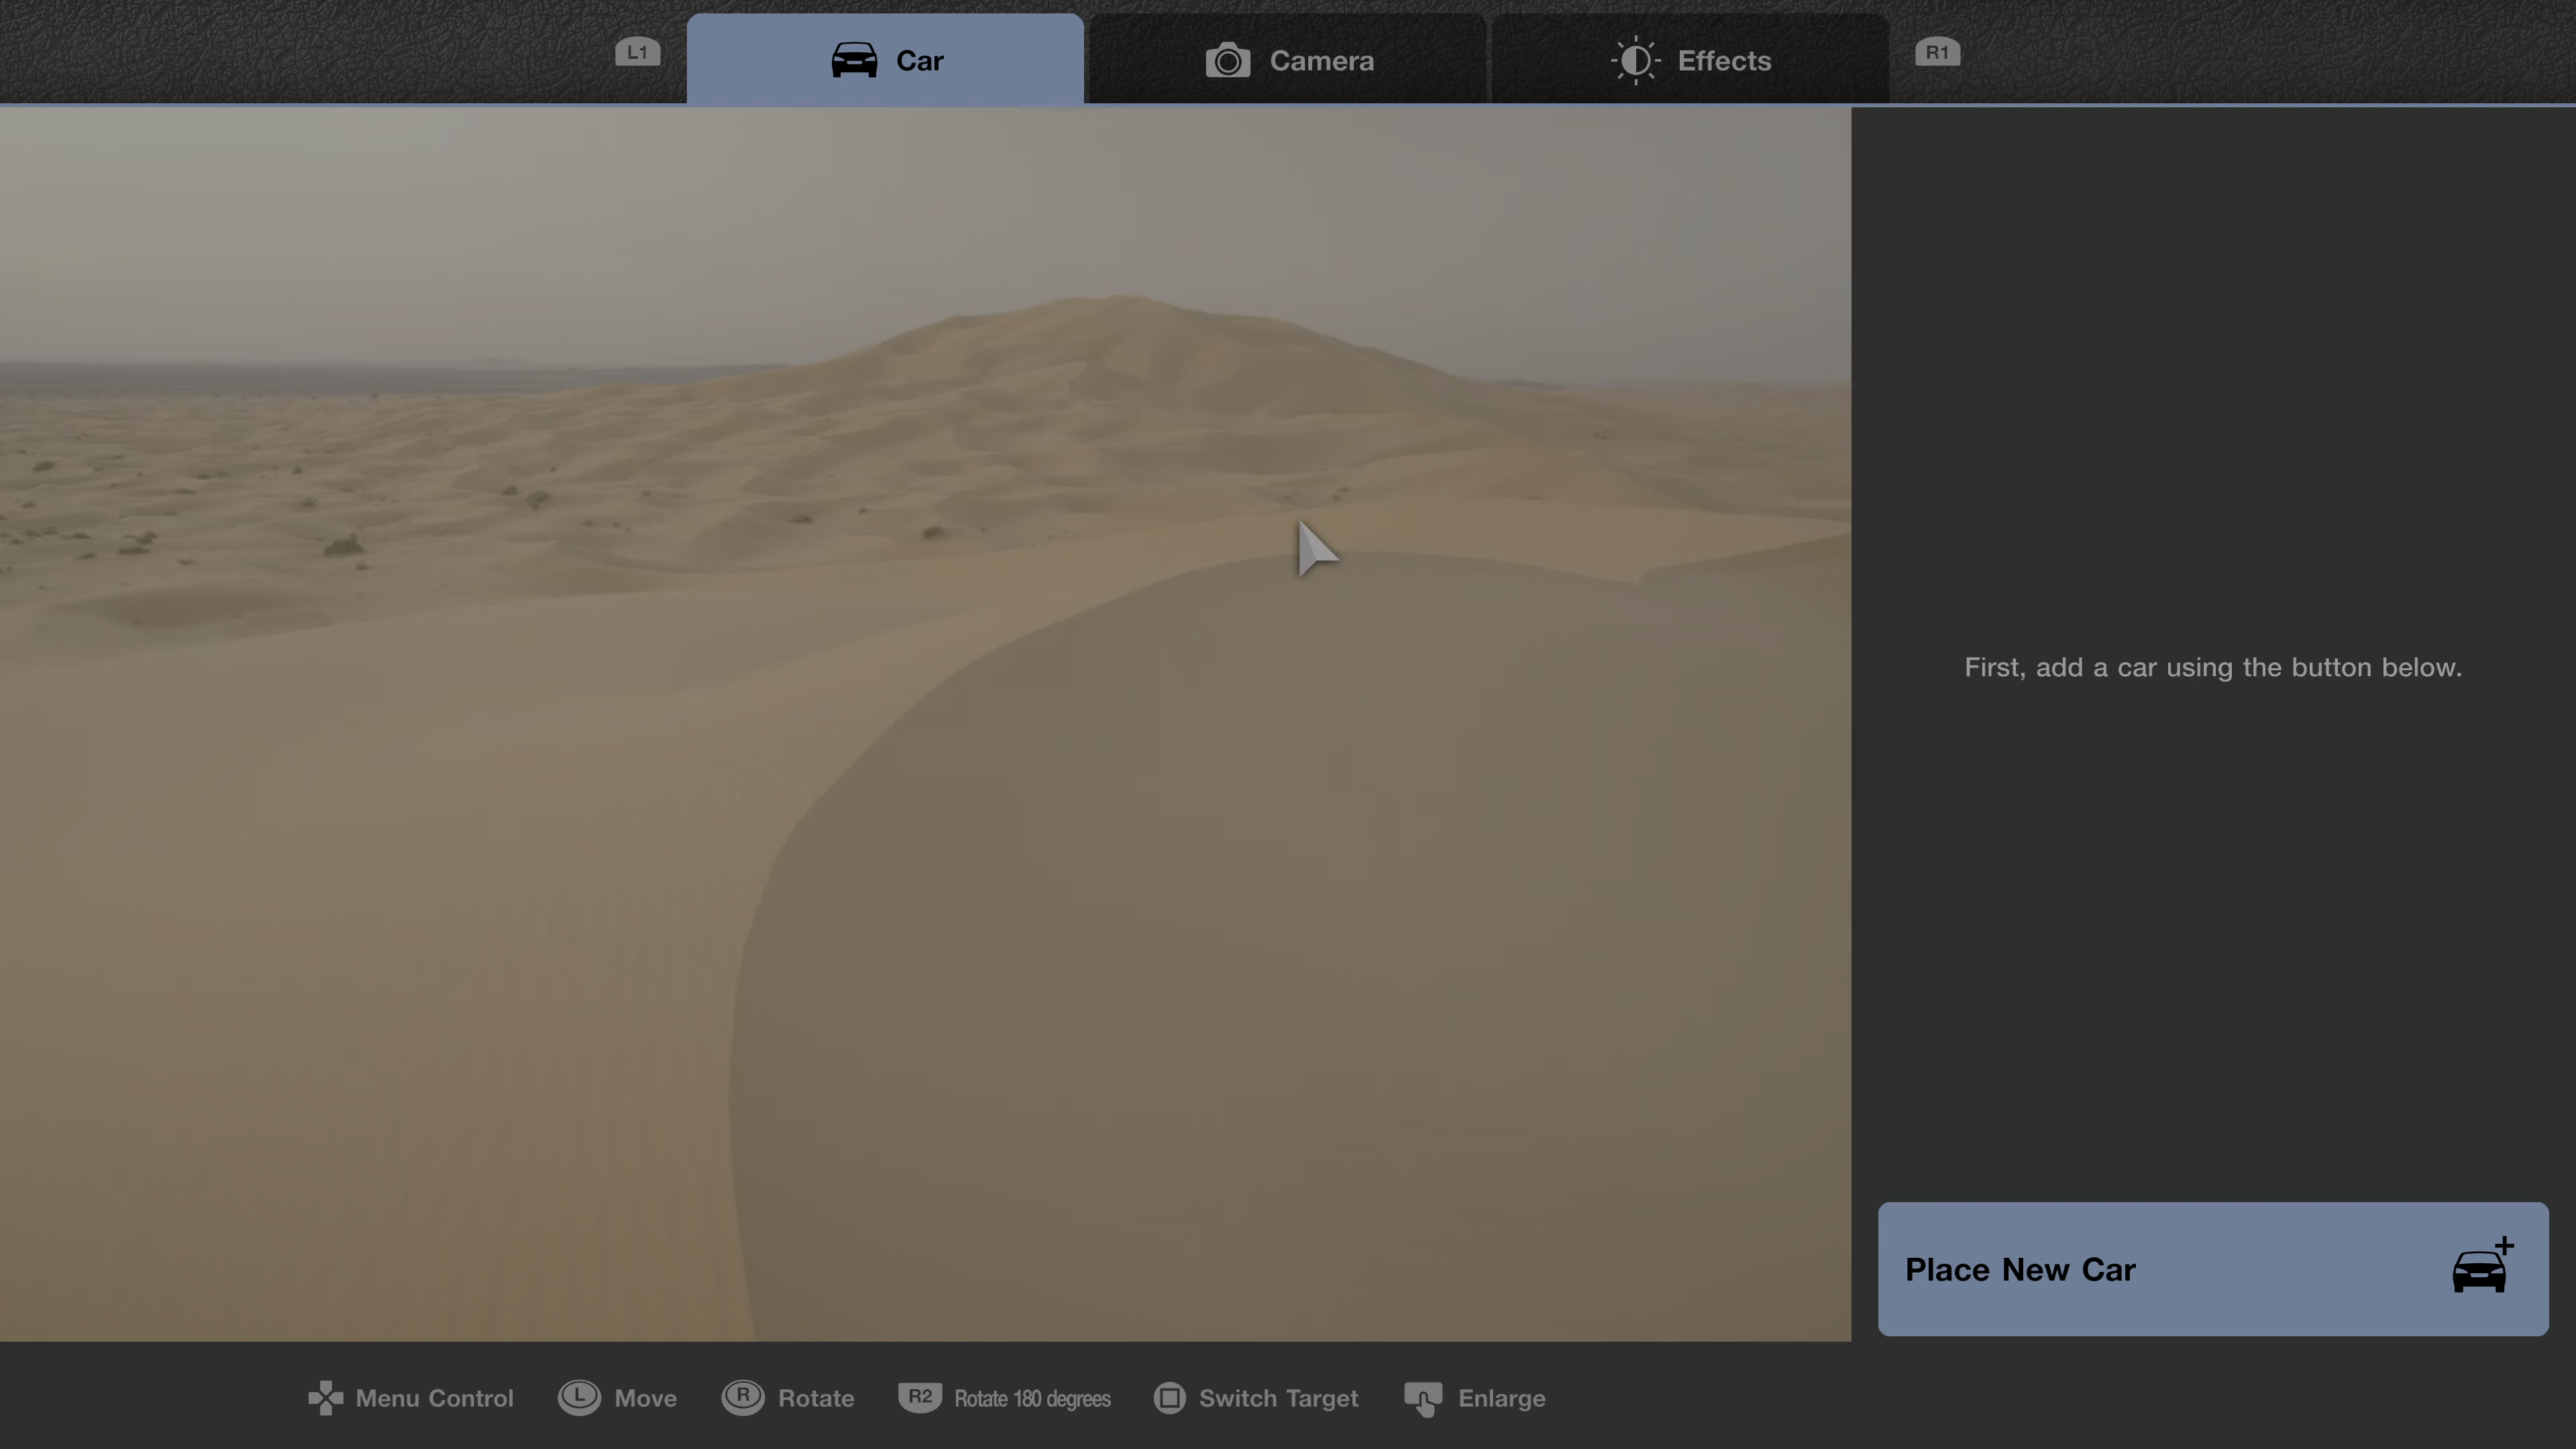 L1
Car
Camera
Effects
R1
First, add a car using the button below.
Place New Car
Menu Control
L
Move
R
Rotate
R2
Rotate 180 degrees
Switch Target
Enlarge